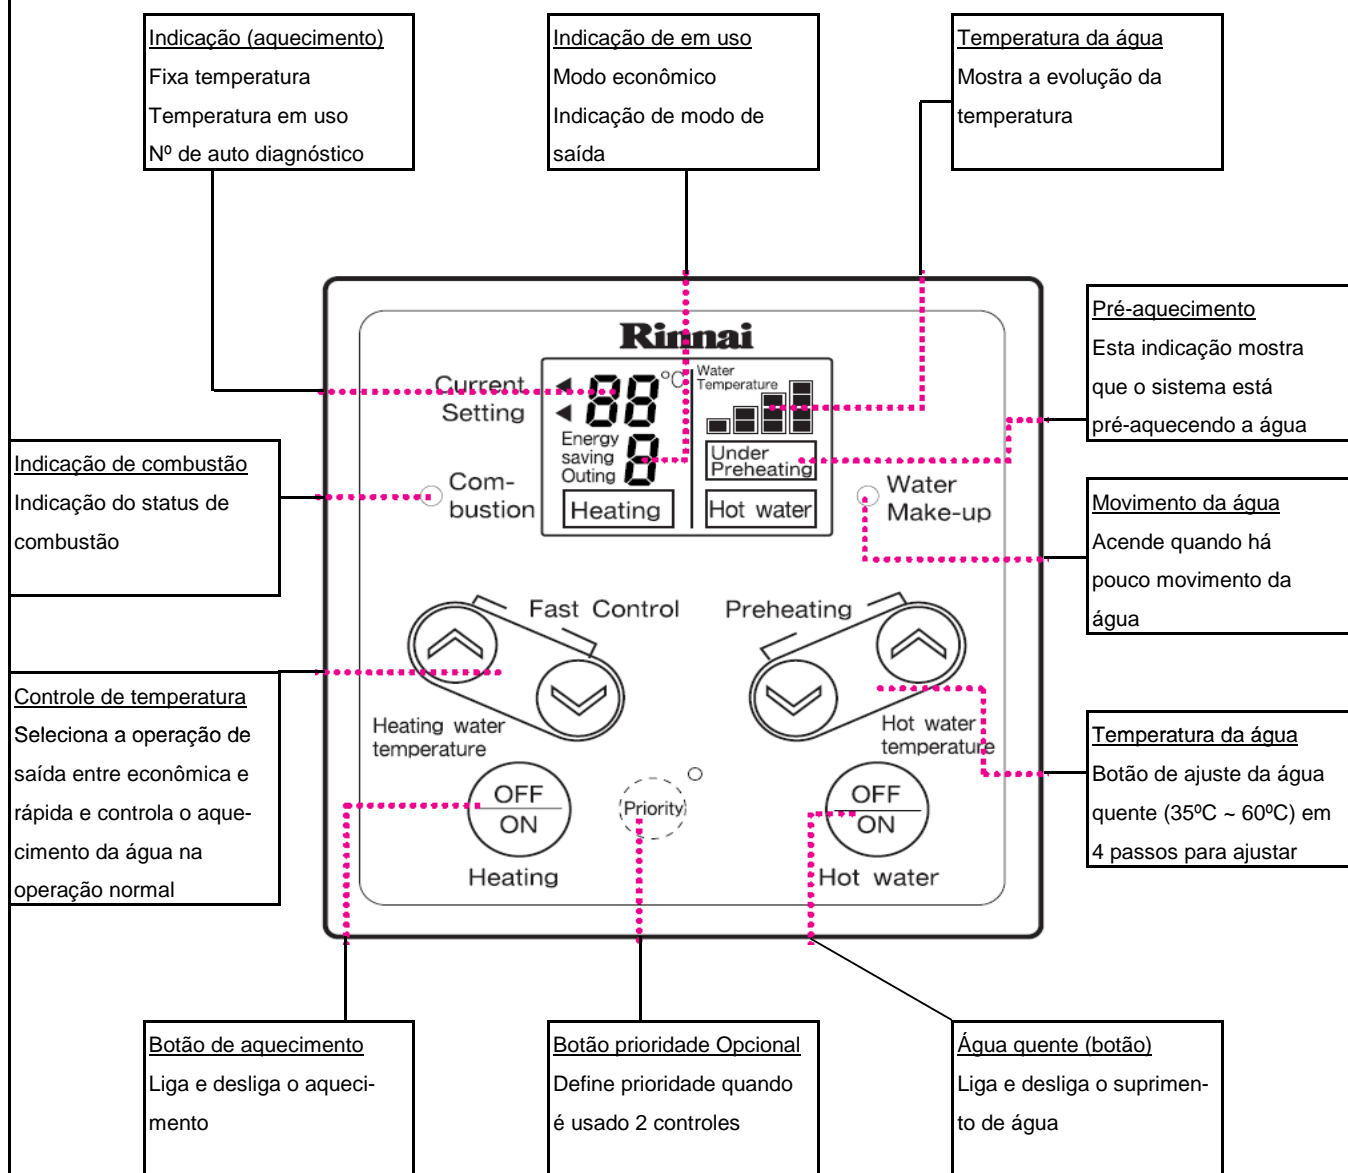 Indicação (aquecimento)
Fixa temperatura
Temperatura em uso
Nº de auto diagnóstico
Indicação de em uso
Modo econômico
Indicação de modo de
saída
Temperatura da água
Mostra a evolução da
temperatura
Pré-aquecimento
Esta indicação mostra
que o sistema está
pré-aquecendo a água
Rinnai
Current
Setting
88
°C
Energy
saving
Outing
8
Heating
Water
Temperature
Under
Preheating
Hot water
Com-
bustion
Water
Make-up
Indicação de combustão
Indicação do status de
combustão
Movimento da água
Acende quando há
pouco movimento da
água
Fast Control
Preheating
Heating water
temperature
Hot water
temperature
Controle de temperatura
Seleciona a operação de
saída entre econômica e
rápida e controla o aque-
cimento da água na
operação normal
Temperatura da água
Botão de ajuste da água
quente (35ºC ~ 60ºC) em
4 passos para ajustar
OFF
ON
Heating
Priority
OFF
ON
Hot water
Botão de aquecimento
Liga e desliga o aqueci-
mento
Botão prioridade Opcional
Define prioridade quando
é usado 2 controles
Água quente (botão)
Liga e desliga o suprimen-
to de água